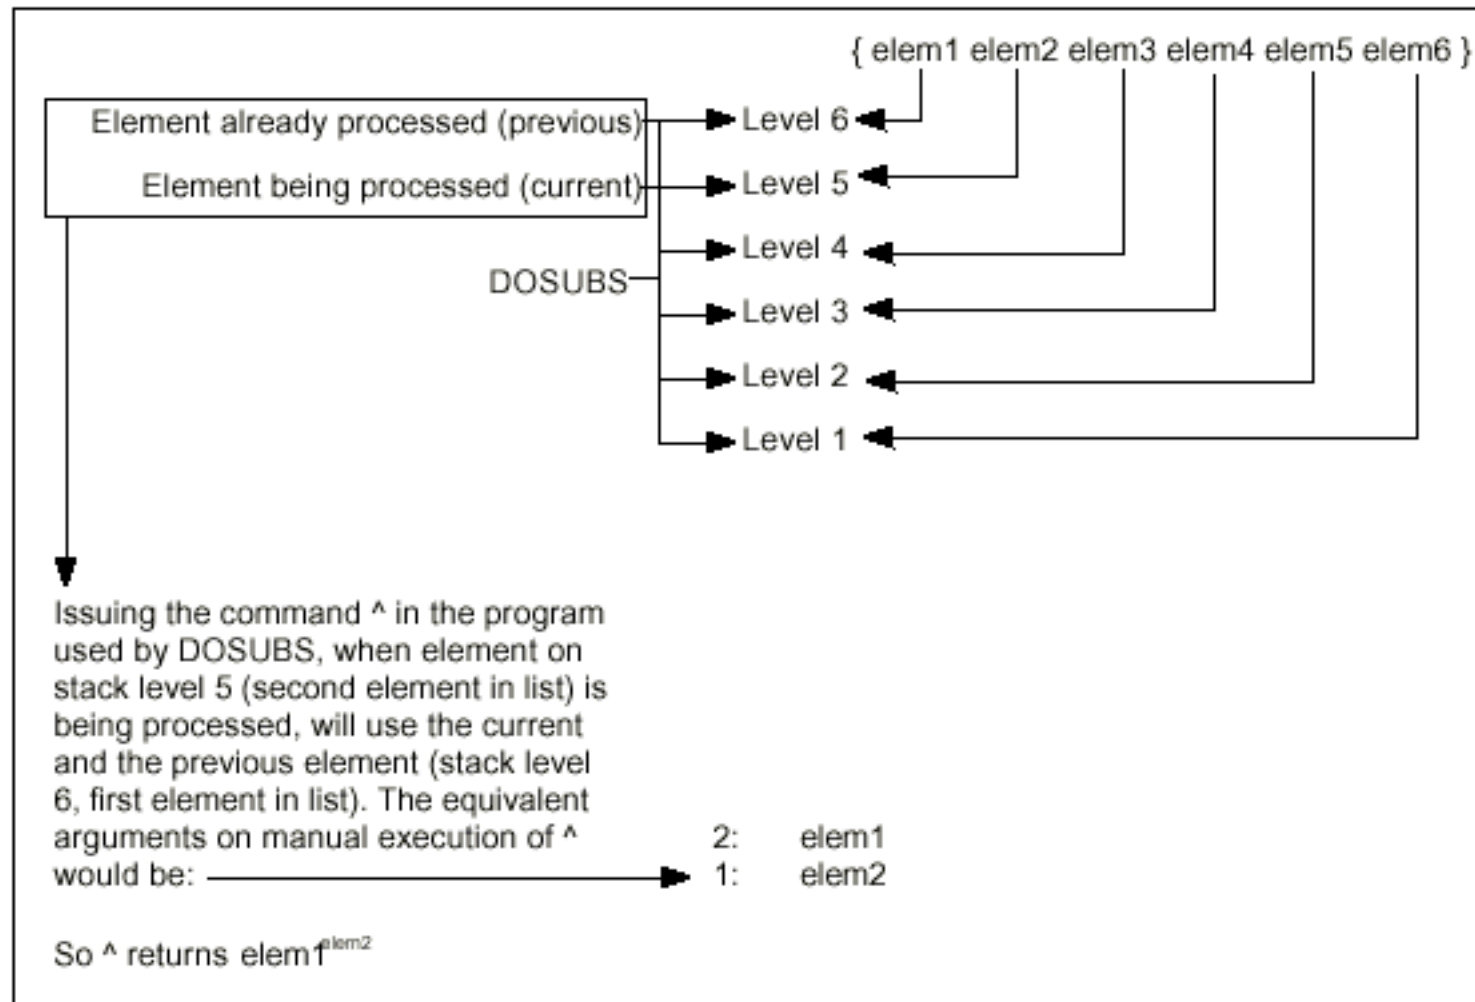 { elem1 elem2 elem3 elem4 elem5 elem6 }
Element already processed (previous) Level 6
Element being processed (current) Level 5
Level 4
DOSUBS
Level 3
Level 2
Level 1
Issuing the command ^ in the program
used by DOSUBS, when element on
stack level 5 (second element in list) is
being processed, will use the current
and the previous element (stack level
6, first element in list). The equivalent
arguments on manual execution of ^ 2: elem1
would be: 1: elem2
So ^ returns elem1^elem2